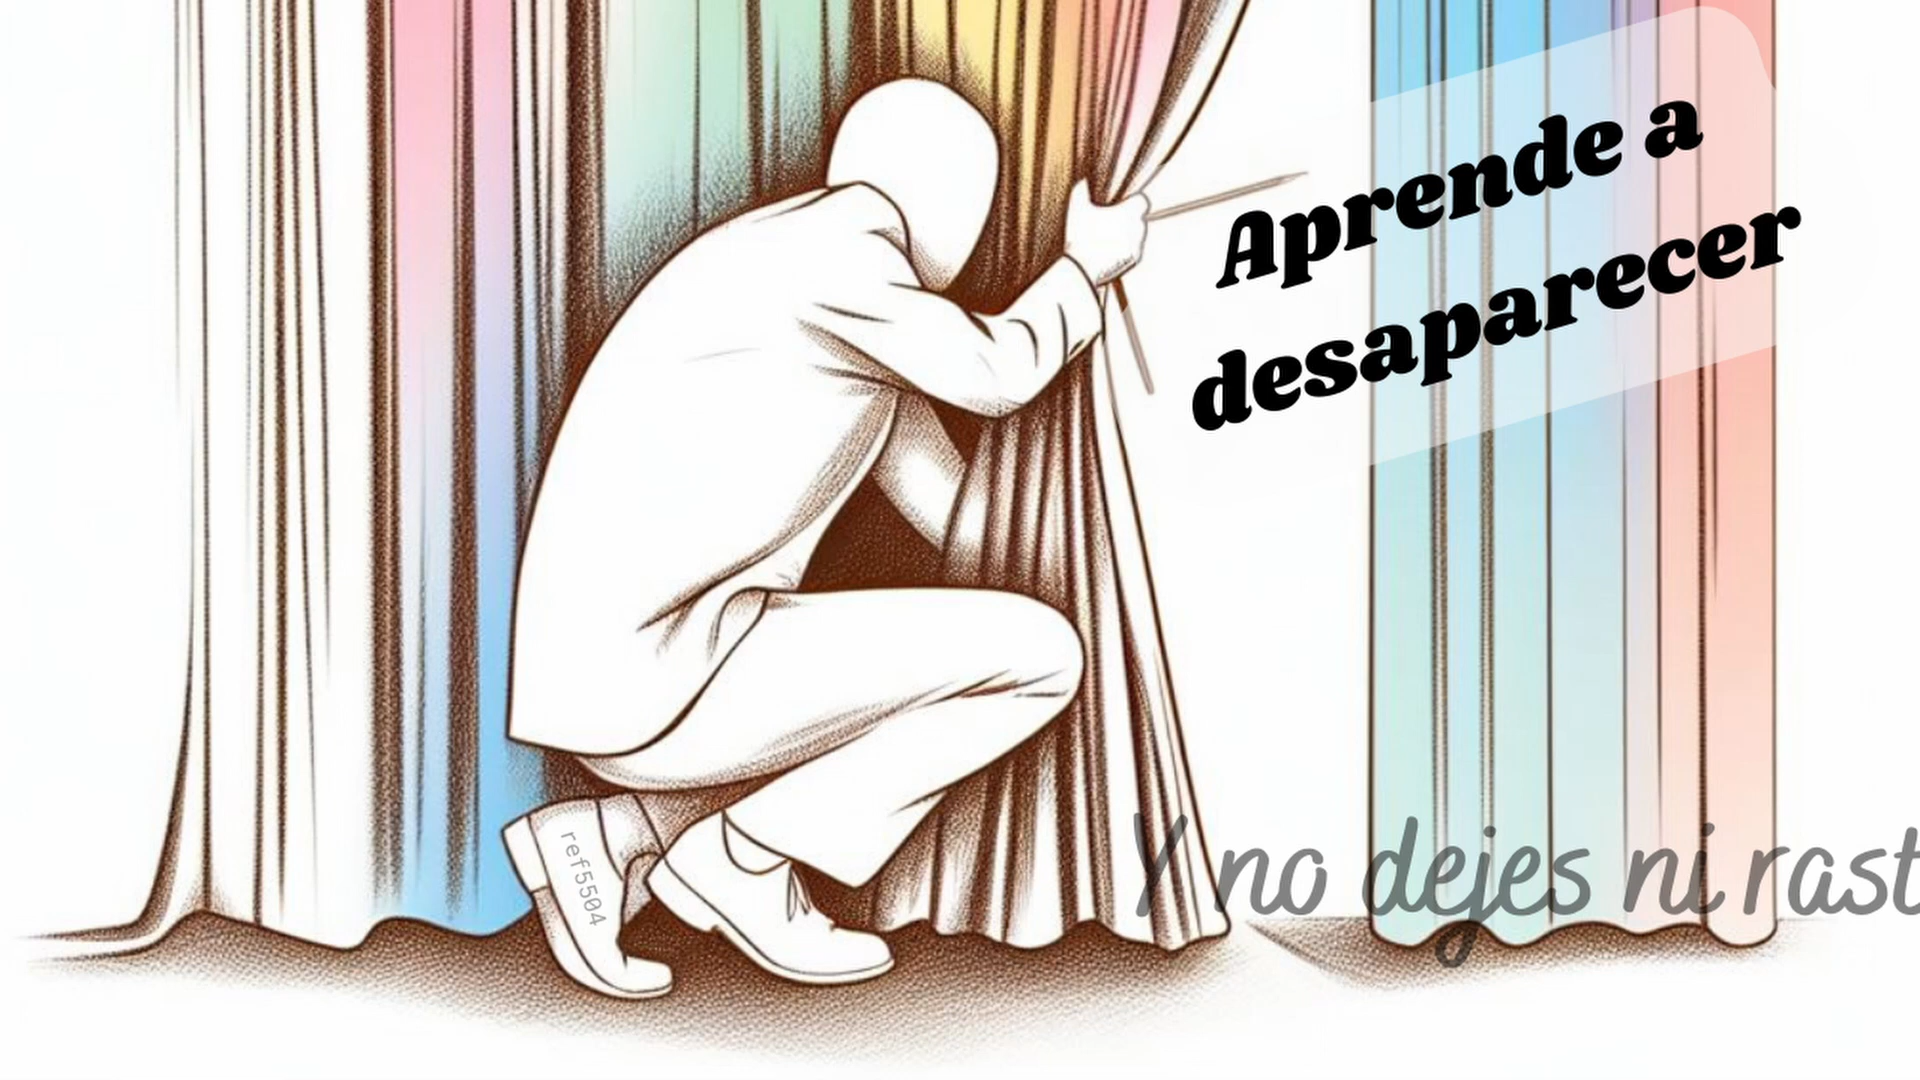 Aprende a
desaparecer
Y no dejes ni rast
ref5504